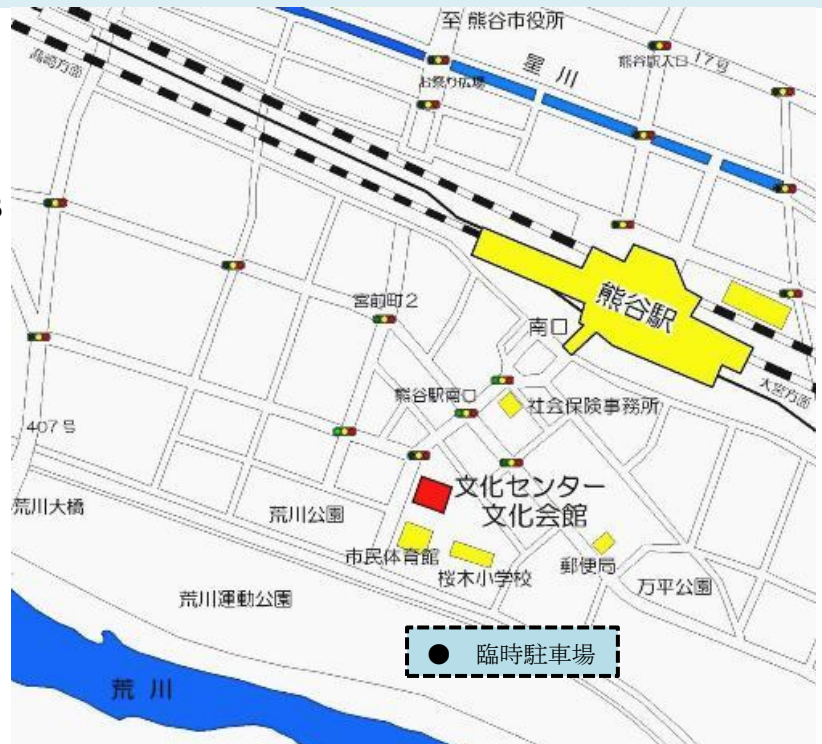 至 熊谷市役所
高崎方面
お祭り広場
星川
熊谷駅入口
17号
宮前町2
熊谷駅
南口
大宮方面
熊谷駅南口
社会保険事務所
407号
荒川大橋
荒川公園
文化センター
文化会館
市民体育館
桜木小学校
郵便局
万平公園
荒川運動公園
● 臨時駐車場
荒川